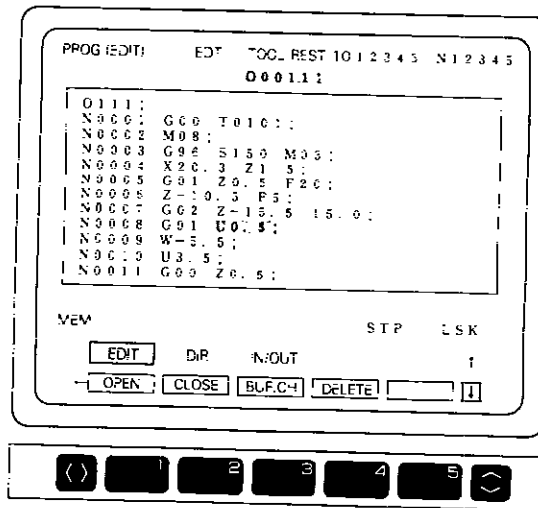 PROG (EDIT) EDT TOOL REST 1012345 N12345
O00111
O111;
N0001 G00 T0101;
N0002 M08;
N0003 G96 S150 M03;
N0004 X20.3 Z1.5;
N0005 G01 Z0.5 F20;
N0006 Z-10.5 F5;
N0007 G02 Z-15.5 I5.0;
N0008 G01 U0.5;
N0009 W-5.5;
N0010 U3.5;
N0011 G00 Z0.5;
MEM STP LSK
EDIT DIR IN/OUT ↑
← OPEN CLOSE BUF.CH DELETE ↓
1 2 3 4 5